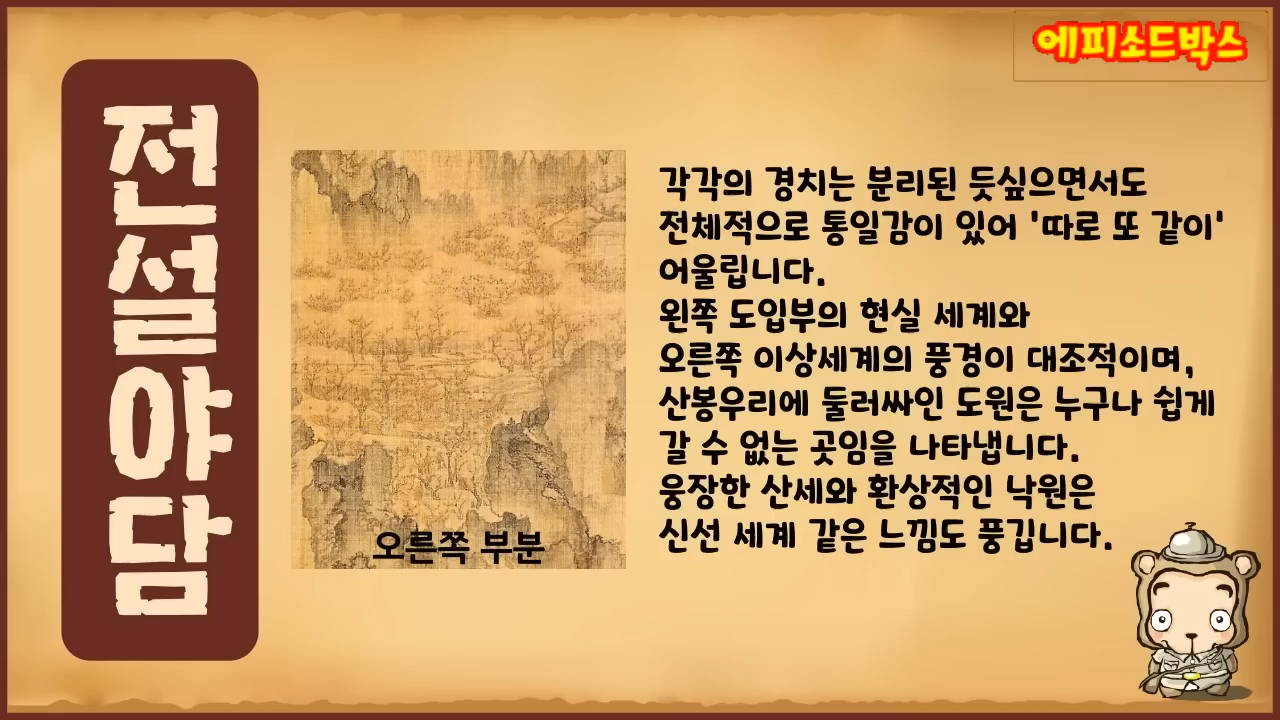 에피소드박스
전설야담
각각의 경치는 분리된 듯싶으면서도
전체적으로 통일감이 있어 '따로 또 같이'
어울립니다.
왼쪽 도입부의 현실 세계와
오른쪽 이상세계의 풍경이 대조적이며,
산봉우리에 둘러싸인 도원은 누구나 쉽게
갈 수 없는 곳임을 나타냅니다.
웅장한 산세와 환상적인 낙원은
신선 세계 같은 느낌도 풍깁니다.
오른쪽 부분